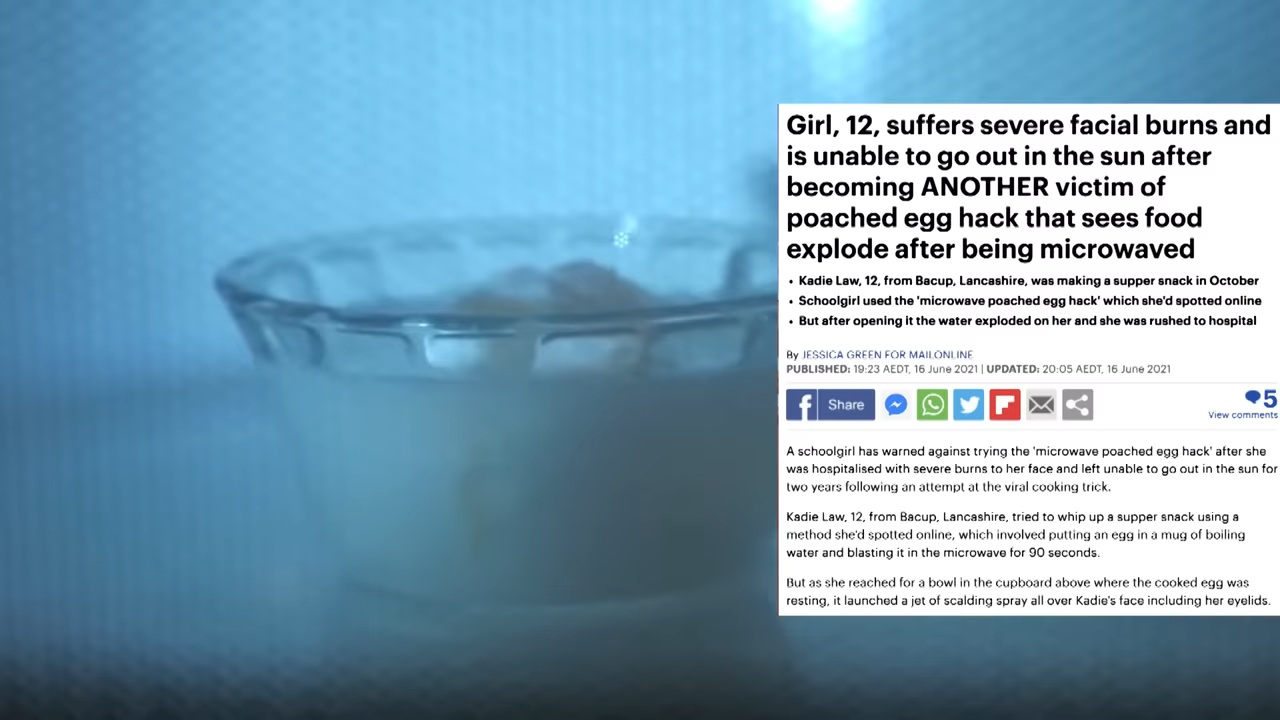 Girl, 12, suffers severe facial burns and
is unable to go out in the sun after
becoming ANOTHER victim of
poached egg hack that sees food
explode after being microwaved
• Kadie Law, 12, from Bacup, Lancashire, was making a supper snack in October
• Schoolgirl used the 'microwave poached egg hack' which she'd spotted online
• But after opening it the water exploded on her and she was rushed to hospital
By JESSICA GREEN FOR MAILONLINE
PUBLISHED: 19:23 AEDT, 16 June 2021 | UPDATED: 20:05 AEDT, 16 June 2021
Share
5
View comments
A schoolgirl has warned against trying the 'microwave poached egg hack' after she
was hospitalised with severe burns to her face and left unable to go out in the sun for
two years following an attempt at the viral cooking trick.
Kadie Law, 12, from Bacup, Lancashire, tried to whip up a supper snack using a
method she'd spotted online, which involved putting an egg in a mug of boiling
water and blasting it in the microwave for 90 seconds.
But as she reached for a bowl in the cupboard above where the cooked egg was
resting, it launched a jet of scalding spray all over Kadie's face including her eyelids.